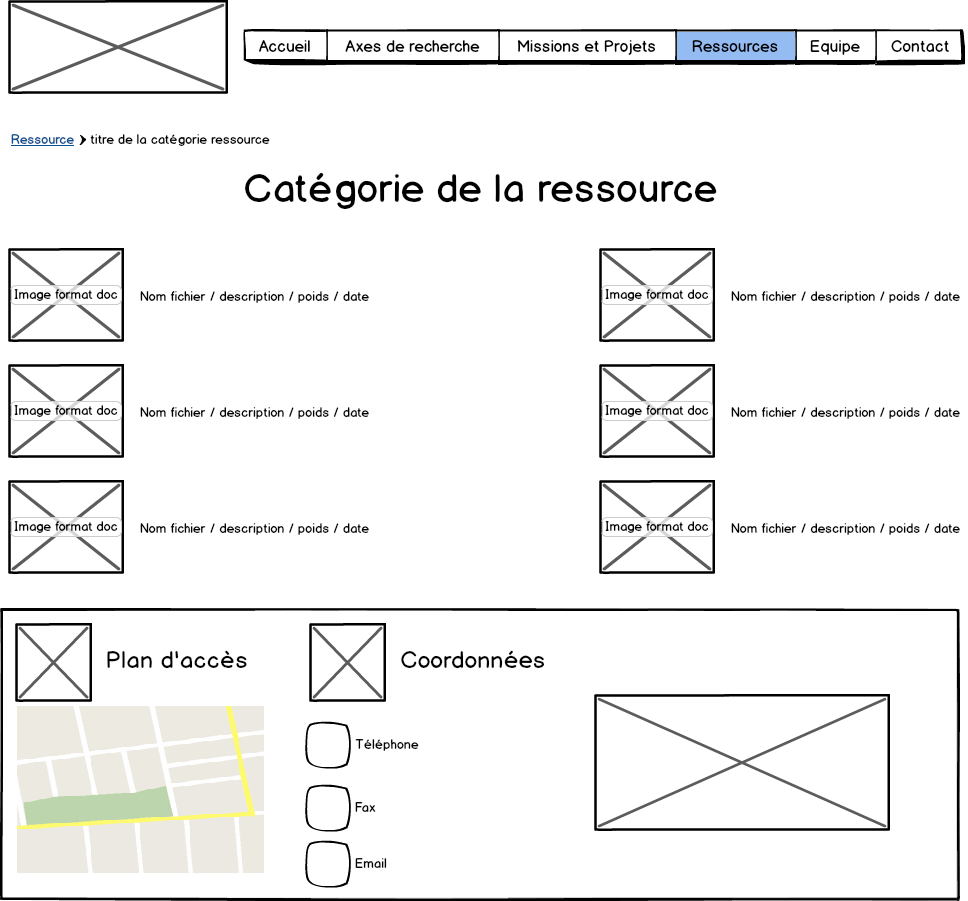 Accueil
Axes de recherche
Missions et Projets
Ressources
Equipe
Contact
Ressource
titre de la catégorie ressource
Catégorie de la ressource
Image format doc
Nom fichier / description / poids / date
Image format doc
Nom fichier / description / poids / date
Image format doc
Nom fichier / description / poids / date
Image format doc
Nom fichier / description / poids / date
Image format doc
Nom fichier / description / poids / date
Image format doc
Nom fichier / description / poids / date
Plan d'accès
Coordonnées
Téléphone
Fax
Email